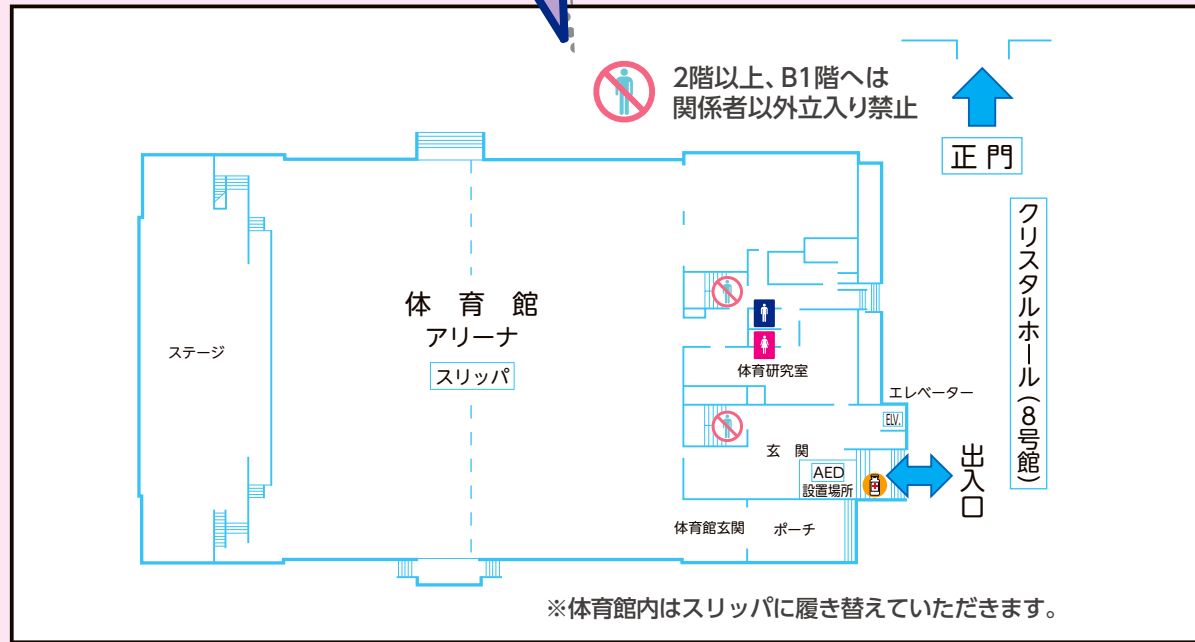 2階以上、B1階へは
関係者以外立入り禁止
正門
クリスタルホール(8号館)
体育館
アリーナ
スリッパ
ステージ
体育研究室
エレベーター
ELV.
玄関
AED
設置場所
出入口
体育館玄関
ポーチ
※体育館内はスリッパに履き替えていただきます。